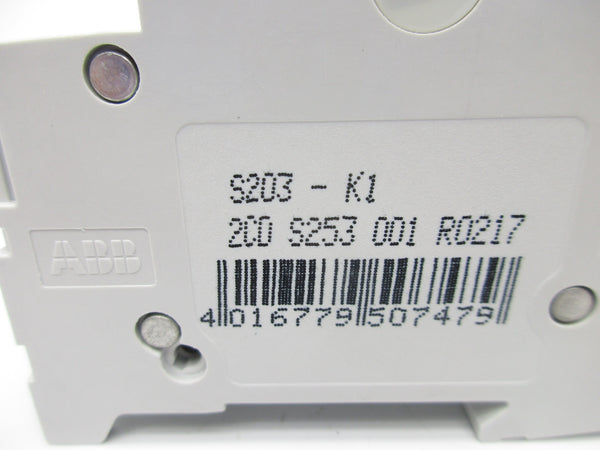 S203 - K1
2CD S253 001 R0217
ABB
4 016779 507479